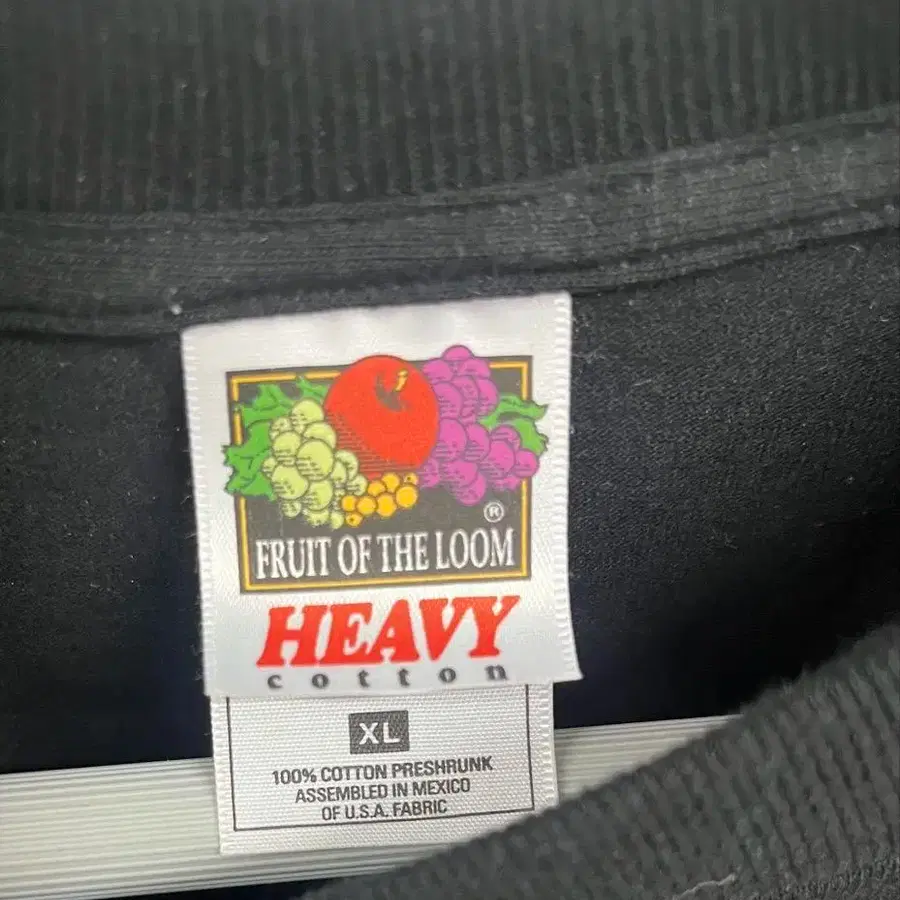 ®
FRUIT OF THE LOOM
HEAVY
cotton
XL
100% COTTON PRESHRUNK
ASSEMBLED IN MEXICO
OF U.S.A. FABRIC